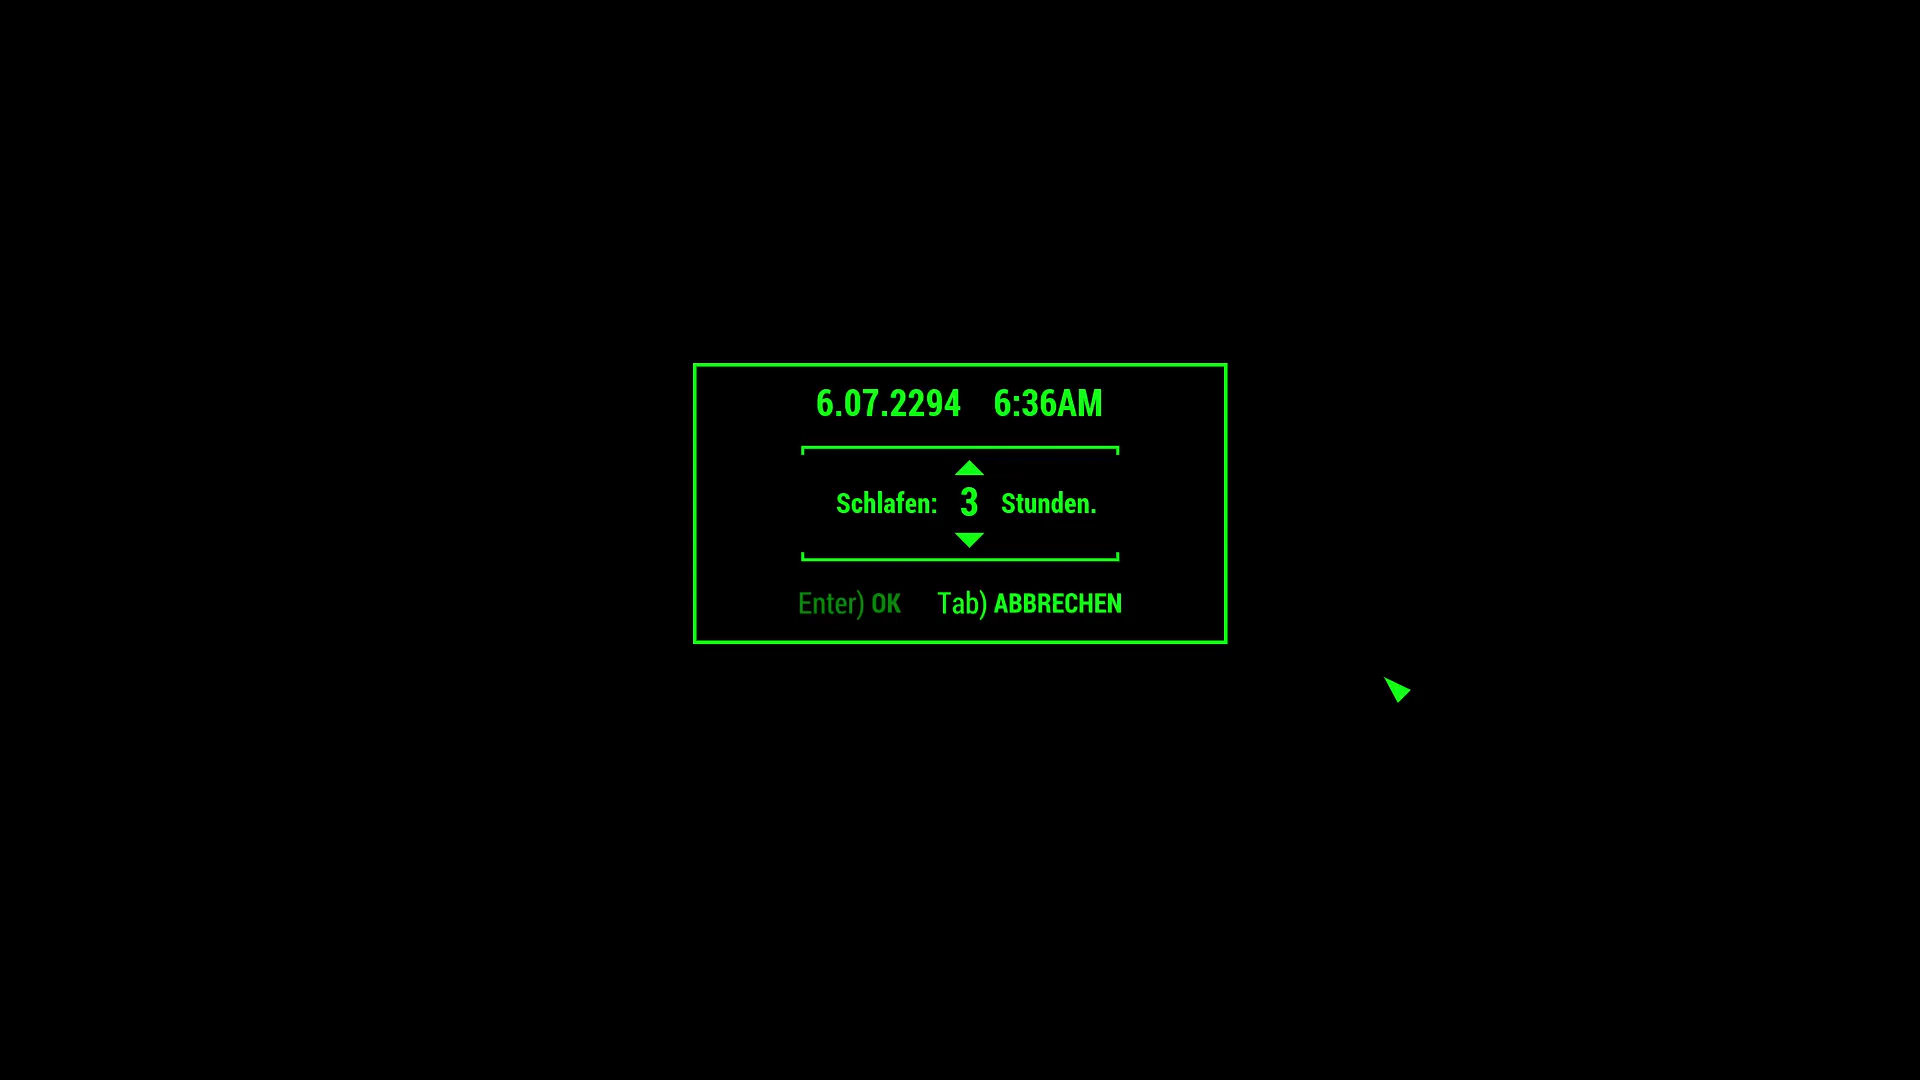 6.07.2294 6:36AM
Schlafen: 3 Stunden.
Enter) OK Tab) ABBRECHEN